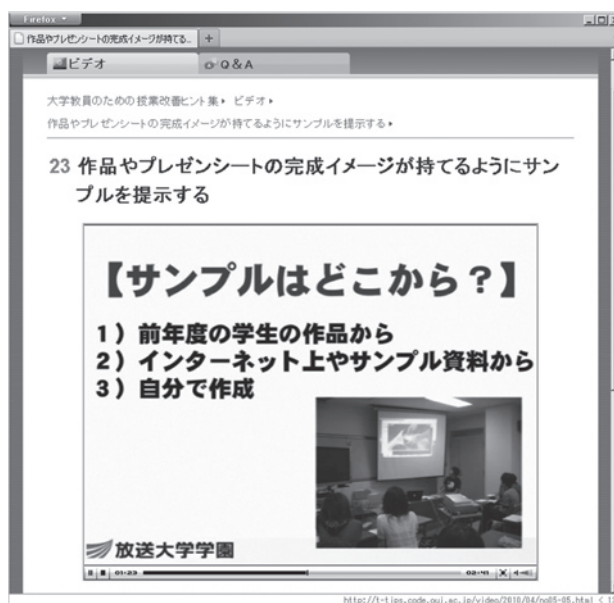 Firefox
作品やプレゼンシートの完成イメージが持てる...
+
ビデオ
Q & A
大学教員のための授業改善ヒント集 ▸ ビデオ ▸
作品やプレゼンシートの完成イメージが持てるようにサンプルを提示する ▸
23 作品やプレゼンシートの完成イメージが持てるようにサン
プルを提示する
【サンプルはどこから?】
1)前年度の学生の作品から
2)インターネット上やサンプル資料から
3)自分で作成
放送大学学園
01:23
02:41